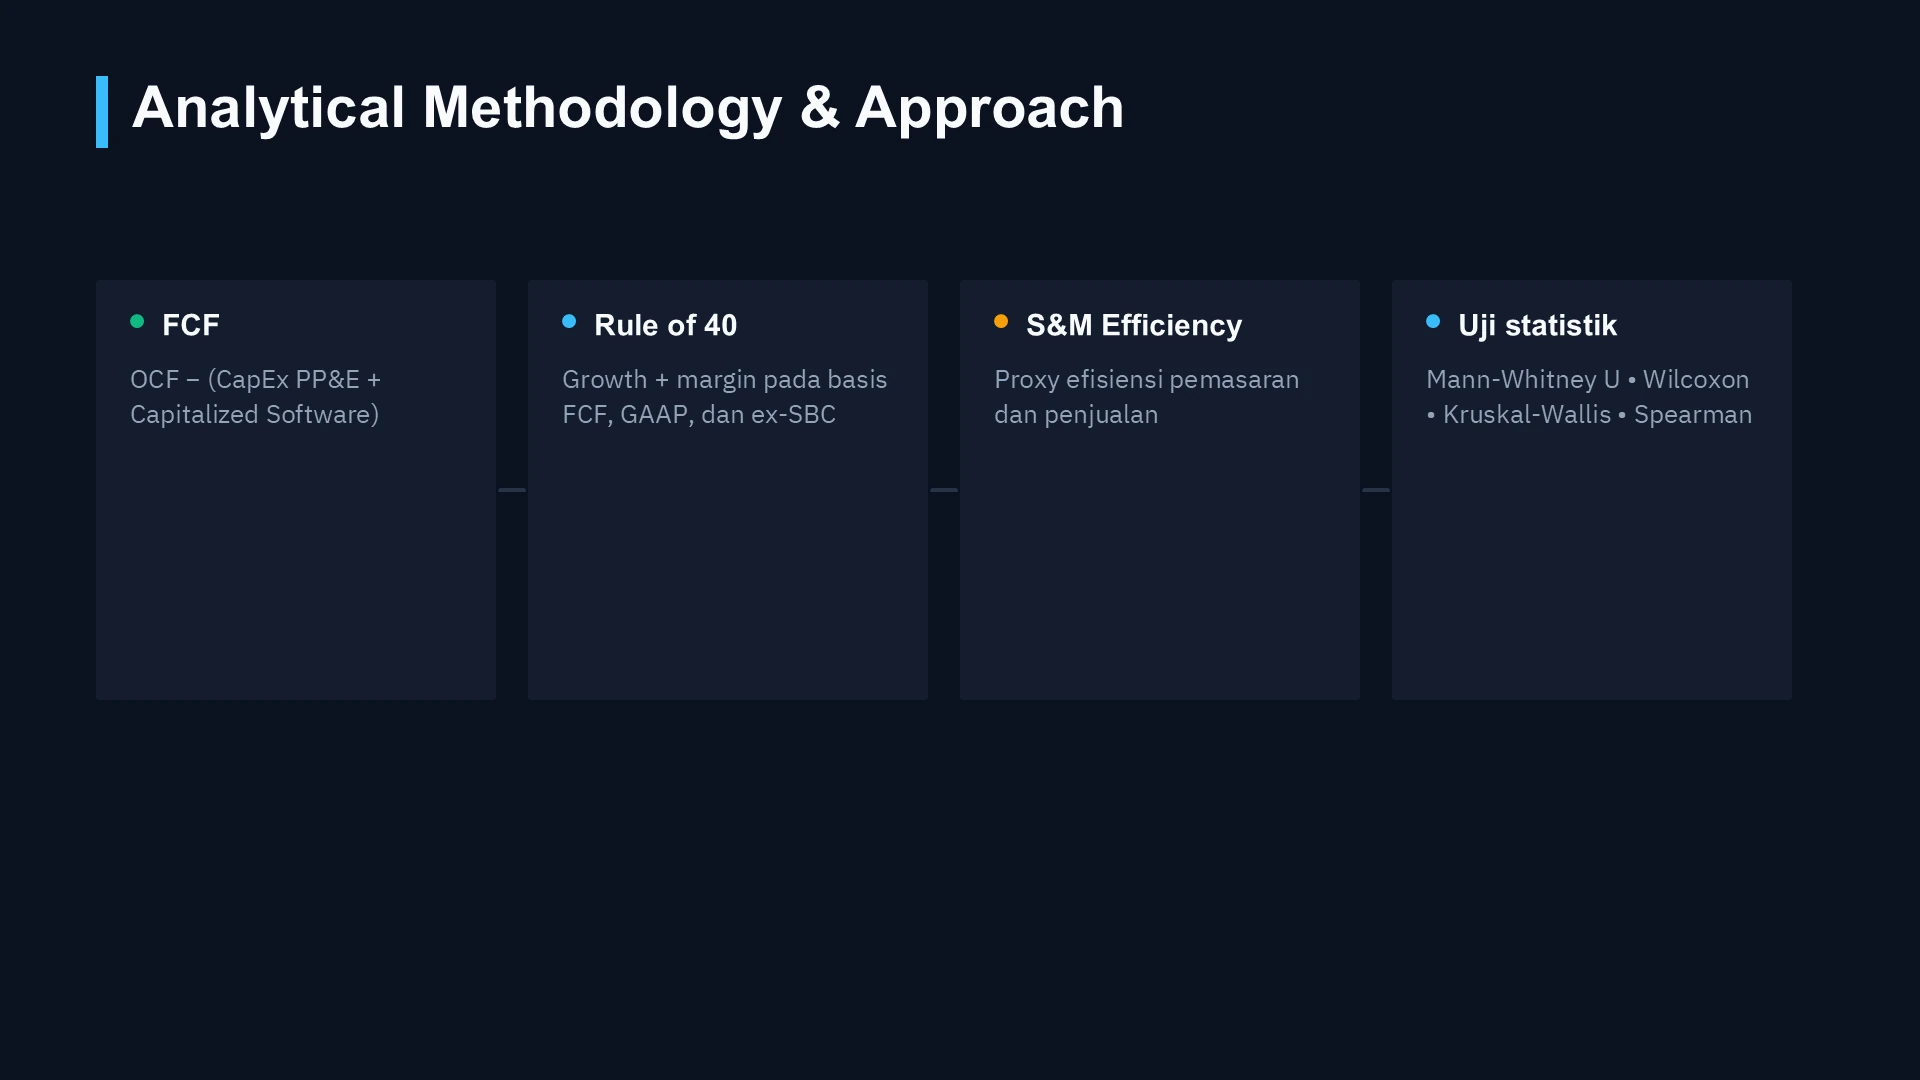 Analytical Methodology & Approach
FCF
OCF – (CapEx PP&E +
Capitalized Software)
Rule of 40
Growth + margin pada basis
FCF, GAAP, dan ex-SBC
S&M Efficiency
Proxy efisiensi pemasaran
dan penjualan
Uji statistik
Mann-Whitney U • Wilcoxon
• Kruskal-Wallis • Spearman